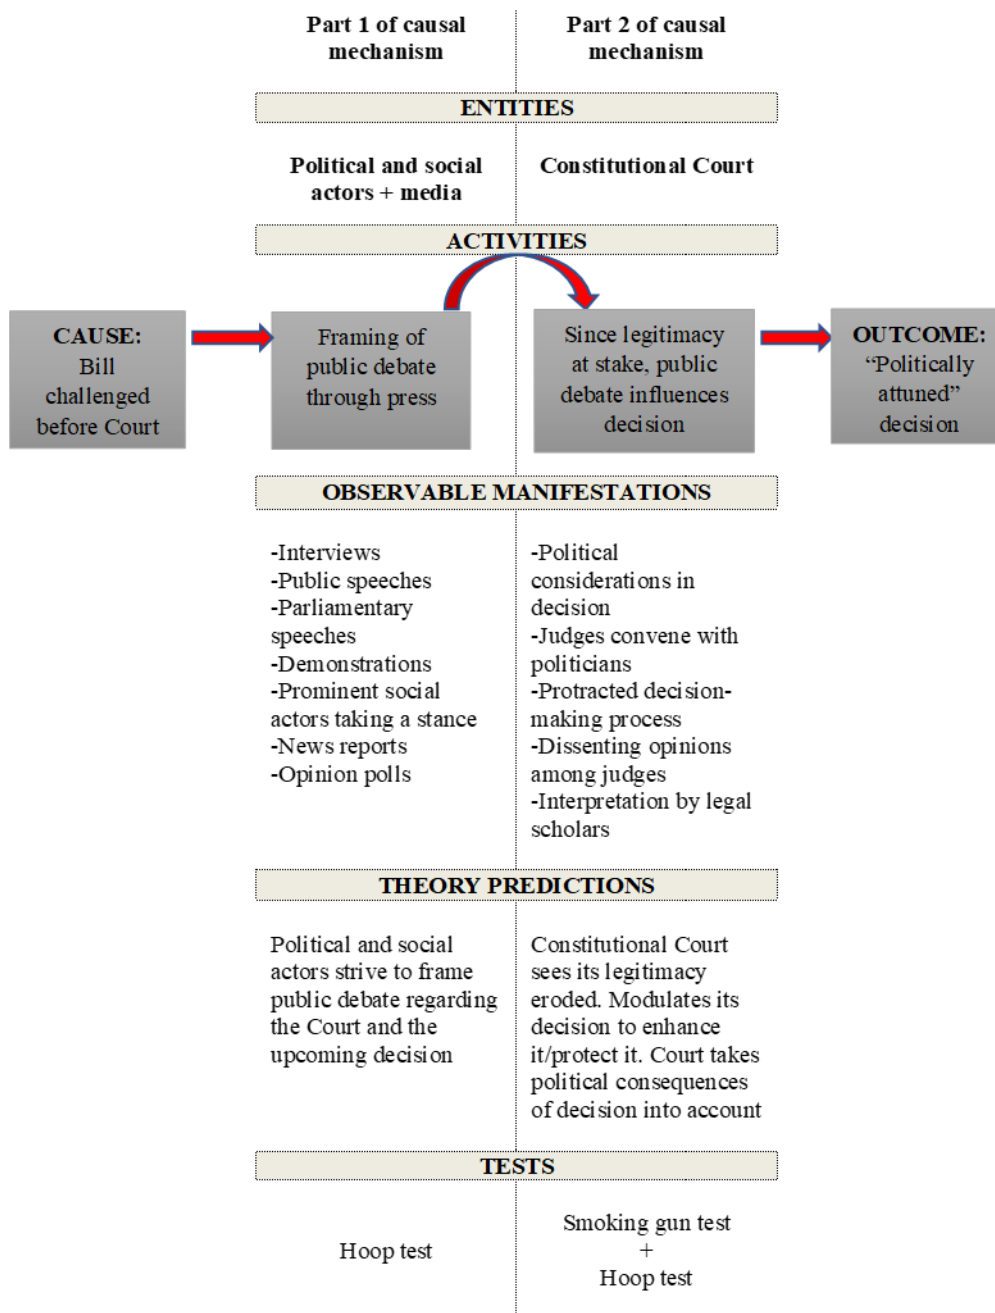 Part 1 of causal
mechanism
Part 2 of causal
mechanism
ENTITIES
Political and social
actors + media
Constitutional Court
ACTIVITIES
CAUSE:
Bill
challenged
before Court
Framing of
public debate
through press
Since legitimacy
at stake, public
debate influences
decision
OUTCOME:
“Politically
attuned”
decision
OBSERVABLE MANIFESTATIONS
-Interviews
-Public speeches
-Parliamentary
speeches
-Demonstrations
-Prominent social
actors taking a stance
-News reports
-Opinion polls
-Political
considerations in
decision
-Judges convene with
politicians
-Protracted decision-
making process
-Dissenting opinions
among judges
-Interpretation by legal
scholars
THEORY PREDICTIONS
Political and social
actors strive to frame
public debate regarding
the Court and the
upcoming decision
Constitutional Court
sees its legitimacy
eroded. Modulates its
decision to enhance
it/protect it. Court takes
political consequences
of decision into account
TESTS
Hoop test
Smoking gun test
+
Hoop test